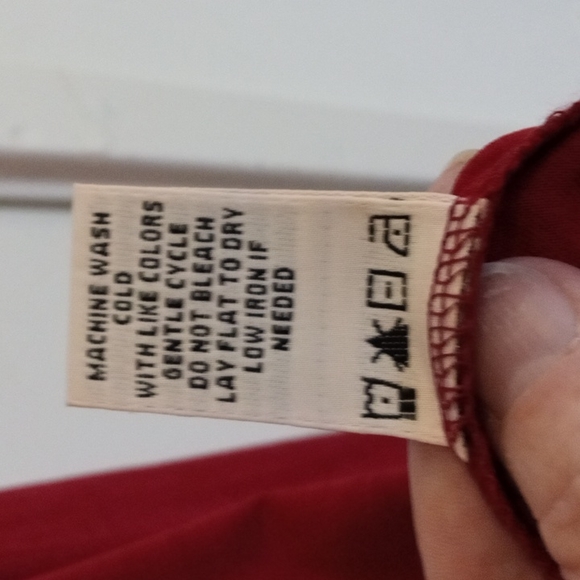 MACHINE WASH
COLD
WITH LIKE COLORS
GENTLE CYCLE
DO NOT BLEACH
LAY FLAT TO DRY
LOW IRON IF
NEEDED